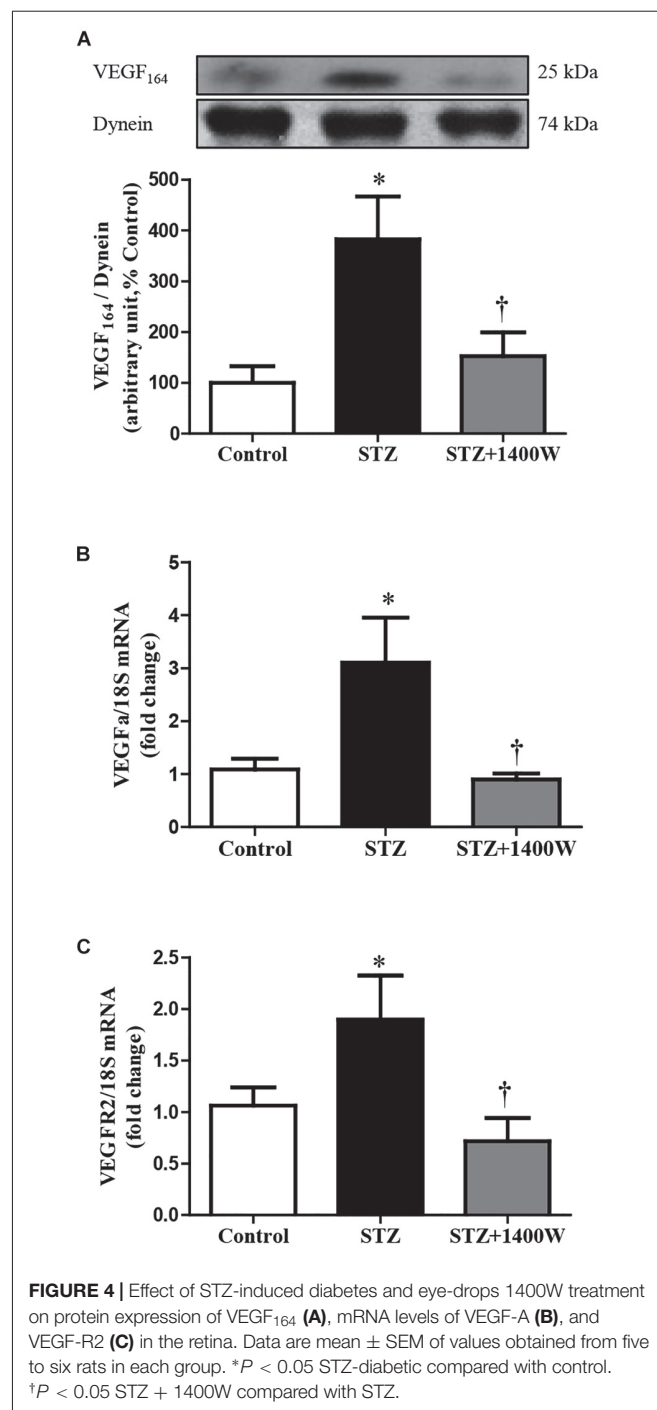 A
VEGF164 25 kDa
Dynein 74 kDa
VEGF164 / Dynein
(arbitrary unit,% Control)
500
400
300
200
100
0
*
†
Control STZ STZ+1400W
B
VEGFa/18S mRNA
(fold change)
5
4
3
2
1
0
*
†
Control STZ STZ+1400W
C
VEGFR2/18S mRNA
(fold change)
2.5
2.0
1.5
1.0
0.5
0.0
*
†
Control STZ STZ+1400W
FIGURE 4 | Effect of STZ-induced diabetes and eye-drops 1400W treatment
on protein expression of VEGF164 (A), mRNA levels of VEGF-A (B), and
VEGF-R2 (C) in the retina. Data are mean ± SEM of values obtained from five
to six rats in each group. *P < 0.05 STZ-diabetic compared with control.
†P < 0.05 STZ + 1400W compared with STZ.